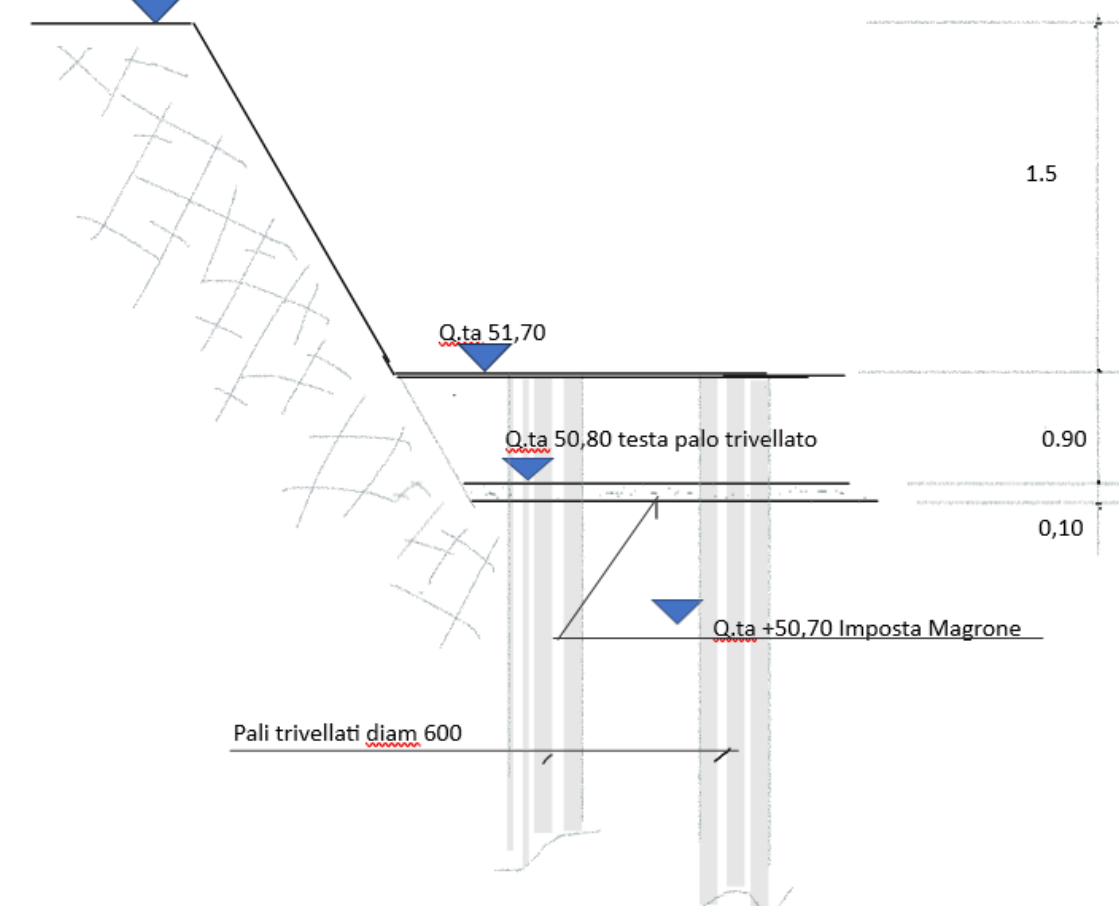 1.5
Q.ta 51,70
Q.ta 50,80 testa palo trivellato
0.90
0,10
Q.ta +50,70 Imposta Magrone
Pali trivellati diam 600